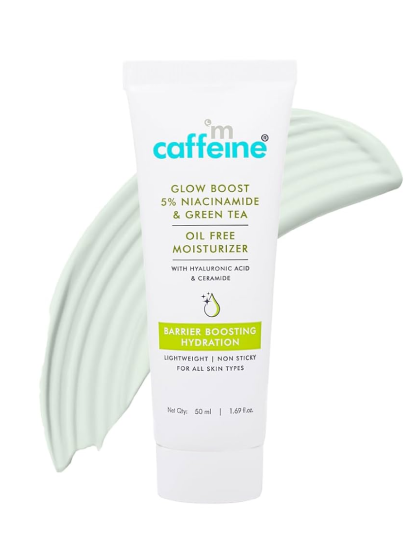 m
caffeine®
GLOW BOOST
5% NIACINAMIDE
& GREEN TEA
OIL FREE
MOISTURIZER
WITH HYALURONIC ACID
& CERAMIDE
BARRIER BOOSTING
HYDRATION
LIGHTWEIGHT | NON STICKY
FOR ALL SKIN TYPES
Net Qty: 50 ml | 1.69 fl.oz.